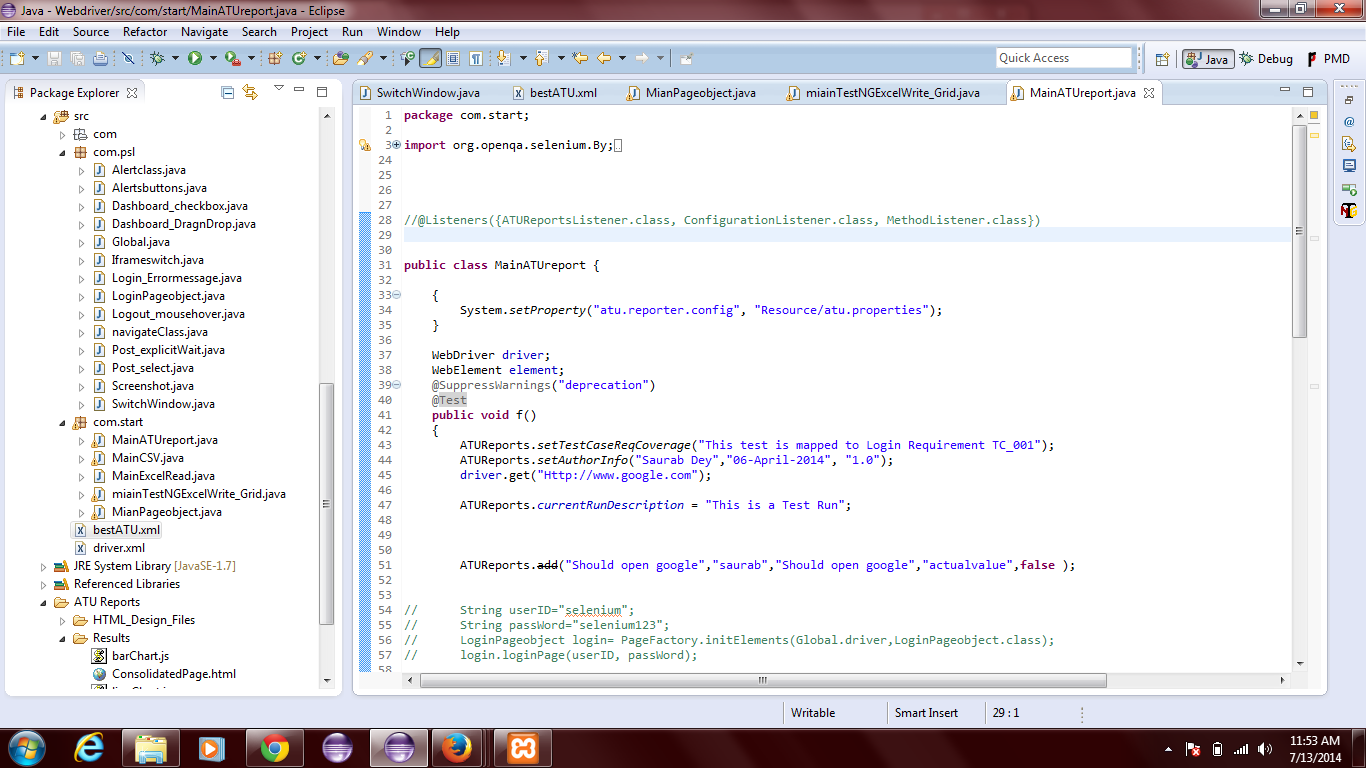 Java - Webdriver/src/com/start/MainATUreport.java - Eclipse
File Edit Source Refactor Navigate Search Project Run Window Help
Quick Access
Java
Debug
PMD
Package Explorer
SwitchWindow.java
bestATU.xml
MianPageobject.java
miainTestNGExcelWrite_Grid.java
MainATUreport.java
src
com
com.psl
Alertclass.java
Alertsbuttons.java
Dashboard_checkbox.java
Dashboard_DragnDrop.java
Global.java
Iframeswitch.java
Login_Errormessage.java
LoginPageobject.java
Logout_mousehover.java
navigateClass.java
Post_explicitWait.java
Post_select.java
Screenshot.java
SwitchWindow.java
com.start
MainATUreport.java
MainCSV.java
MainExcelRead.java
miainTestNGExcelWrite_Grid.java
MianPageobject.java
bestATU.xml
driver.xml
JRE System Library [JavaSE-1.7]
Referenced Libraries
ATU Reports
HTML_Design_Files
Results
barChart.js
ConsolidatedPage.html
1 package com.start;
2
3 import org.openqa.selenium.By;
24
25
26
27
28 //@Listeners({ATUReportsListener.class, ConfigurationListener.class, MethodListener.class})
29
30
31 public class MainATUreport {
32
33 {
34 System.setProperty("atu.reporter.config", "Resource/atu.properties");
35 }
36
37 WebDriver driver;
38 WebElement element;
39 @SuppressWarnings("deprecation")
40 @Test
41 public void f()
42 {
43 ATUReports.setTestCaseReqCoverage("This test is mapped to Login Requirement TC_001");
44 ATUReports.setAuthorInfo("Saurab Dey","06-April-2014", "1.0");
45 driver.get("Http://www.google.com");
46
47 ATUReports.currentRunDescription = "This is a Test Run";
48
49
50
51 ATUReports.add("Should open google","saurab","Should open google","actualvalue",false );
52
53
54 // String userID="selenium";
55 // String passWord="selenium123";
56 // LoginPageobject login= PageFactory.initElements(Global.driver,LoginPageobject.class);
57 // login.loginPage(userID, passWord);
58
Writable
Smart Insert
29 : 1
11:53 AM
7/13/2014